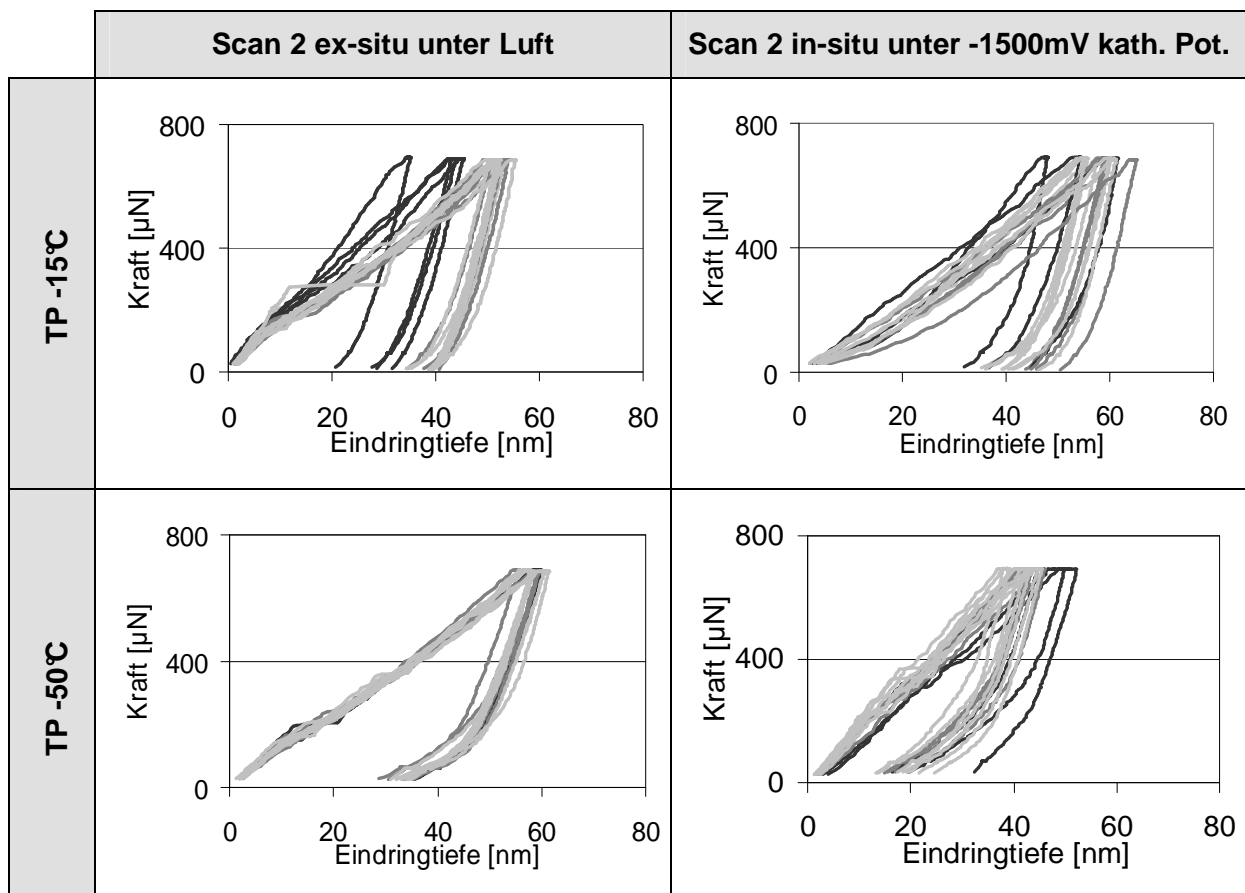 Scan 2 ex-situ unter Luft
Scan 2 in-situ unter -1500mV kath. Pot.
TP -15°C
800
400
0
Kraft [µN]
0 20 40 60 80
Eindringtiefe [nm]
800
400
0
Kraft [µN]
0 20 40 60 80
Eindringtiefe [nm]
TP -50°C
800
400
0
Kraft [µN]
0 20 40 60 80
Eindringtiefe [nm]
800
400
0
Kraft [µN]
0 20 40 60 80
Eindringtiefe [nm]